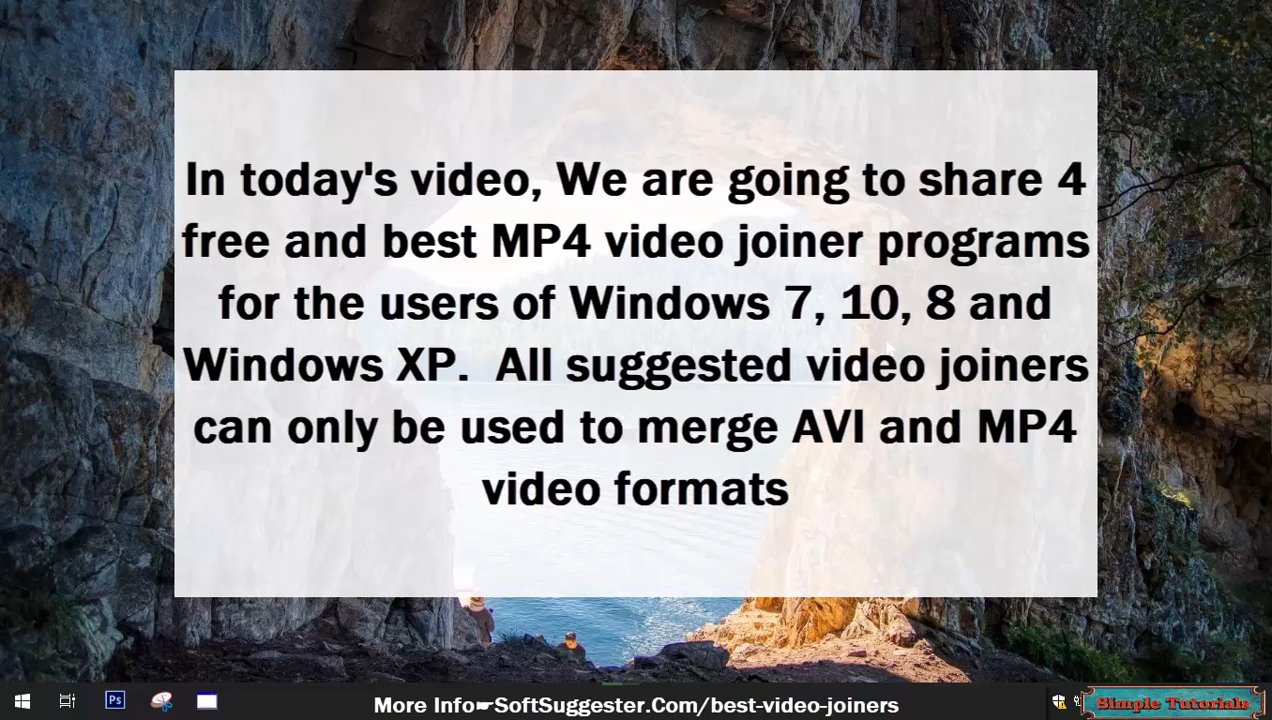 In today's video, We are going to share 4
free and best MP4 video joiner programs
for the users of Windows 7, 10, 8 and
Windows XP.  All suggested video joiners
can only be used to merge AVI and MP4
video formats
Ps
More Info☛SoftSuggester.Com/best-video-joiners
Simple Tutorials